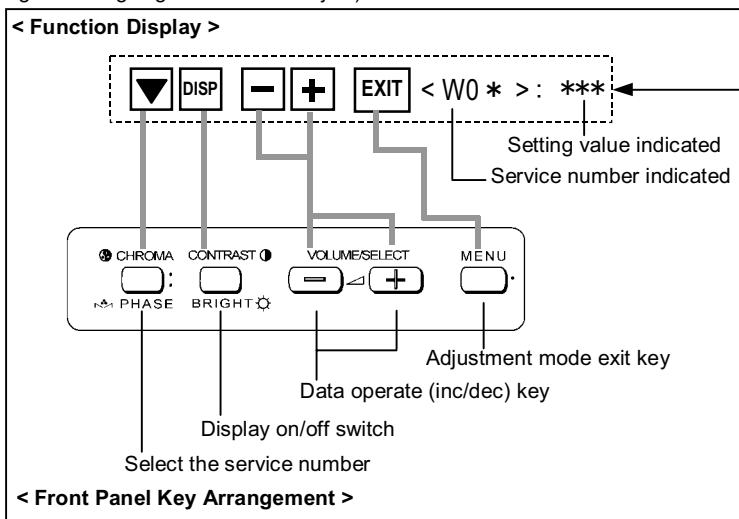 < Function Display >
DISP EXIT < W0 * > : ***
Setting value indicated
Service number indicated
CHROMA CONTRAST VOLUME/SELECT MENU
PHASE BRIGHT
Adjustment mode exit key
Data operate (inc/dec) key
Display on/off switch
Select the service number
< Front Panel Key Arrangement >